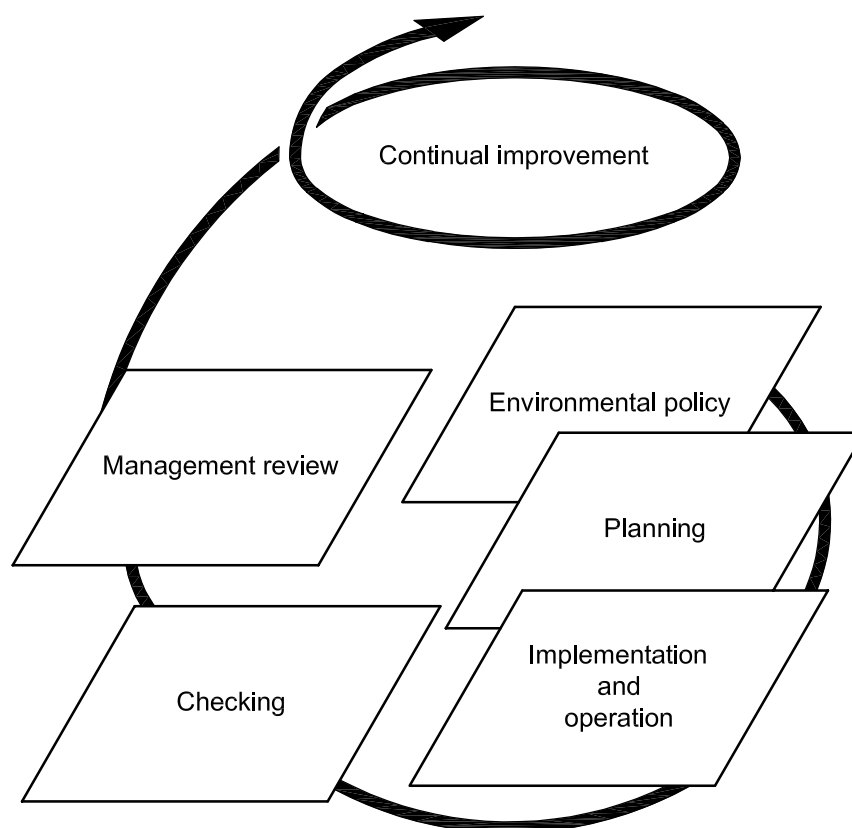 Continual improvement
Environmental policy
Management review
Planning
Implementation
and
operation
Checking